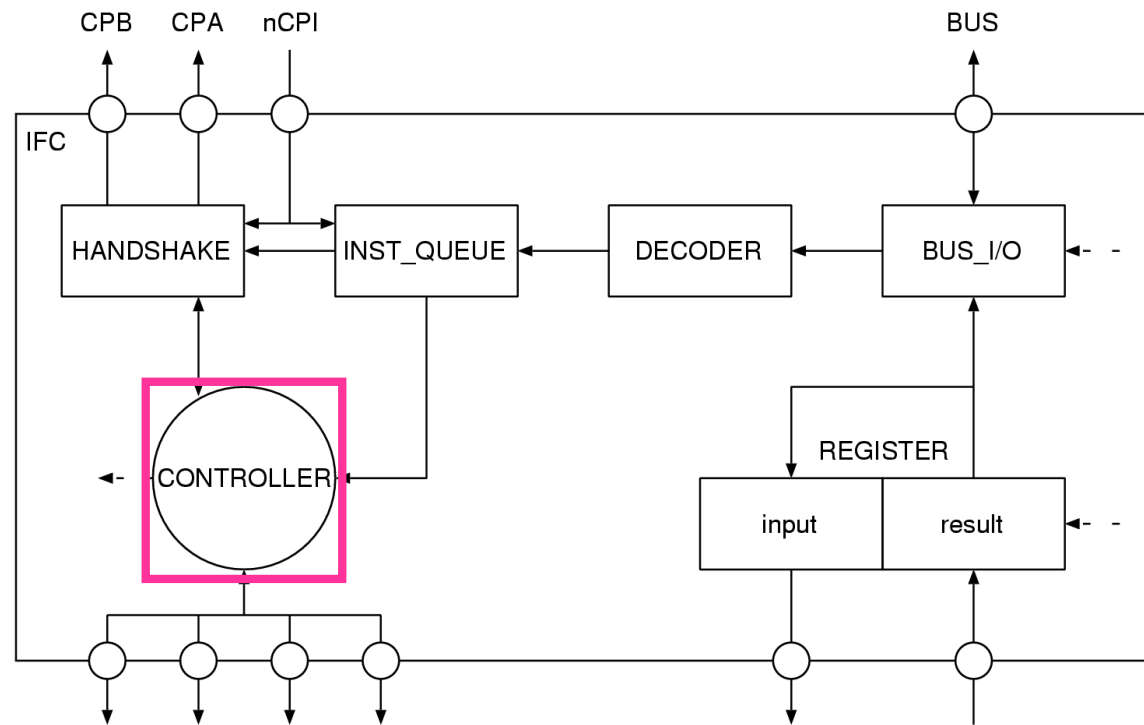 CPB CPA nCPI BUS
IFC
HANDSHAKE INST_QUEUE DECODER BUS_I/O
REGISTER
CONTROLLER
input result